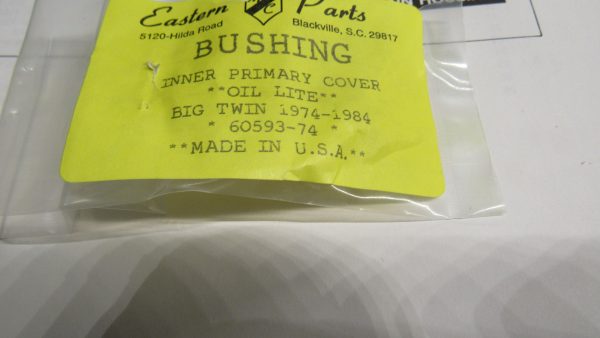 Eastern MC Parts
5120-Hilda Road Blackville, S.C. 29817
BUSHING
INNER PRIMARY COVER
**OIL LITE**
BIG TWIN 1974-1984
* 60593-74 *
**MADE IN U.S.A.**